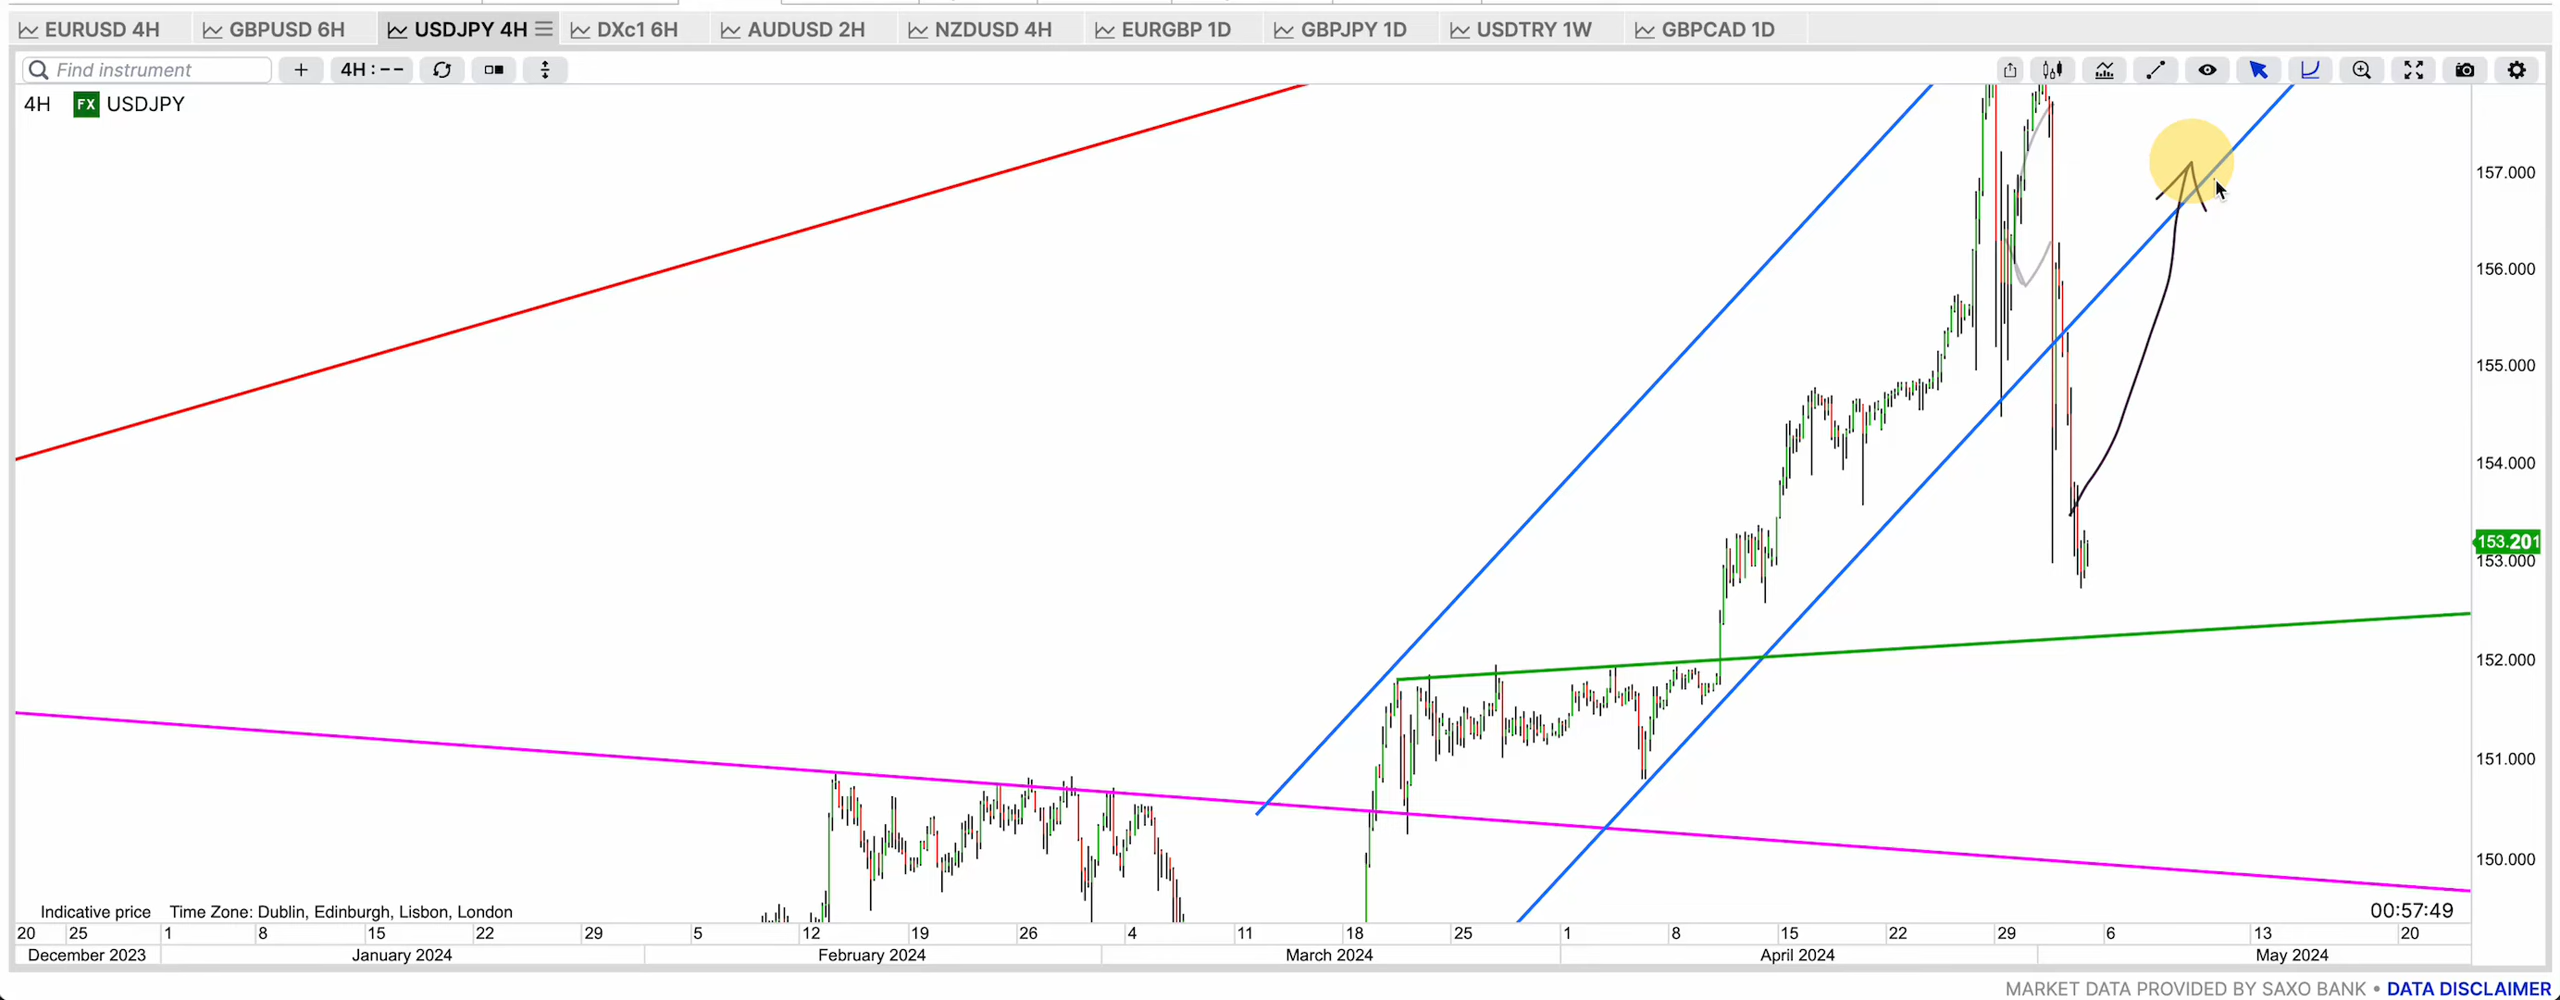 EURUSD 4H GBPUSD 6H USDJPY 4H DXc1 6H AUDUSD 2H NZDUSD 4H EURGBP 1D GBPJPY 1D USDTRY 1W GBPCAD 1D
Find instrument + 4H : - -
4H FX USDJPY
157.000
156.000
155.000
154.000
153.201
153.000
152.000
151.000
150.000
Indicative price Time Zone: Dublin, Edinburgh, Lisbon, London 00:57:49
20 25 1 8 15 22 29 5 12 19 26 4 11 18 25 1 8 15 22 29 6 13 20
December 2023 January 2024 February 2024 March 2024 April 2024 May 2024
MARKET DATA PROVIDED BY SAXO BANK • DATA DISCLAIMER